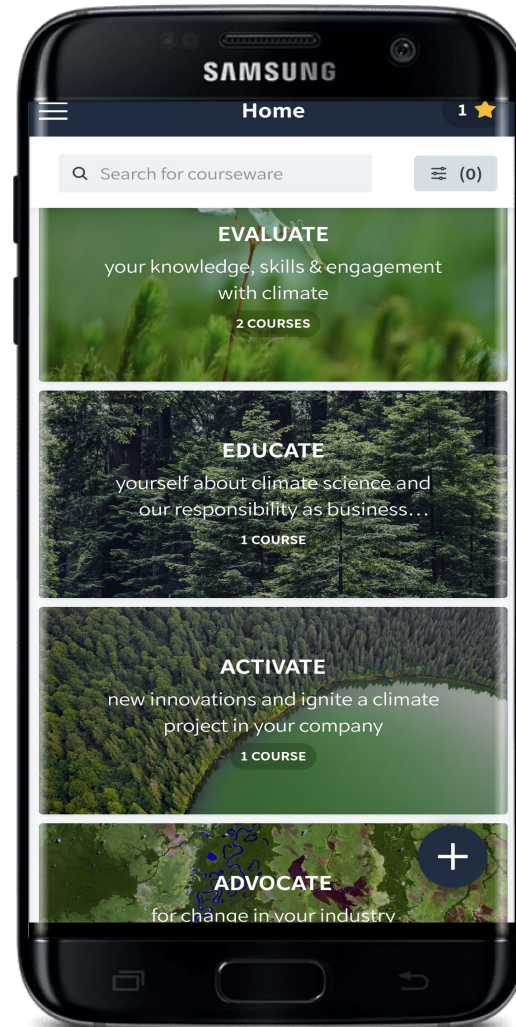 SAMSUNG
Home
1
Search for courseware
(0)
EVALUATE
your knowledge, skills & engagement
with climate
2 COURSES
EDUCATE
yourself about climate science and
our responsibility as business...
1 COURSE
ACTIVATE
new innovations and ignite a climate
project in your company
1 COURSE
ADVOCATE
for change in your industry